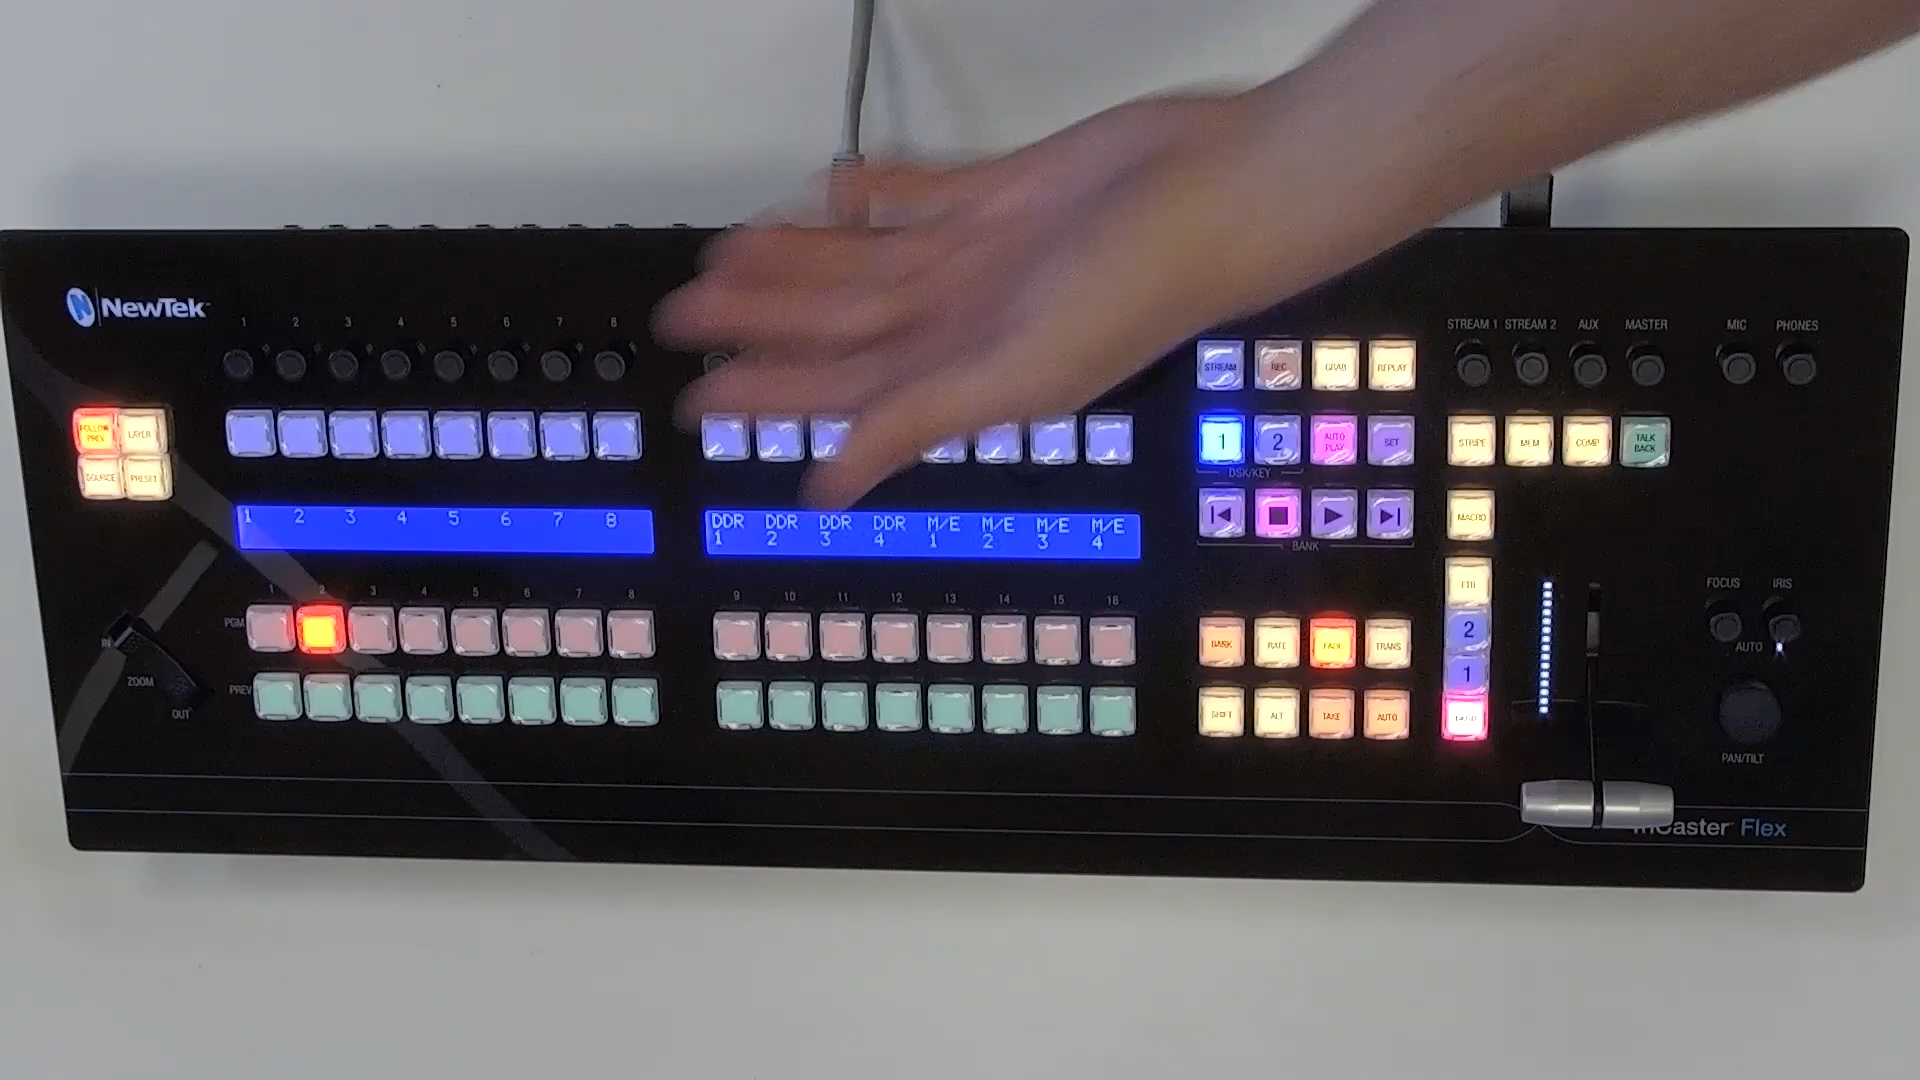 NewTek
1 2 3 4 5 6 7 8
STREAM 1 STREAM 2 AUX MASTER MIC PHONES
STREAM REC GRAB REPLAY
FOLLOW PREV LAYER
SOURCE PRESET
1 2 AUTO PLAY SET
STRIPE MEM COMP TALK BACK
DSK/KEY
BANK
MACRO
1 2 3 4 5 6 7 8
DDR 1 DDR 2 DDR 3 DDR 4 M/E 1 M/E 2 M/E 3 M/E 4
1 2 3 4 5 6 7 8
9 10 11 12 13 14 15 16
FTB
FOCUS IRIS
PGM
2
BANK RATE FADE TRANS
AUTO
IN
ZOOM
OUT
1
PREV
SHIFT ALT TAKE AUTO
PAN/TILT
Caster Flex